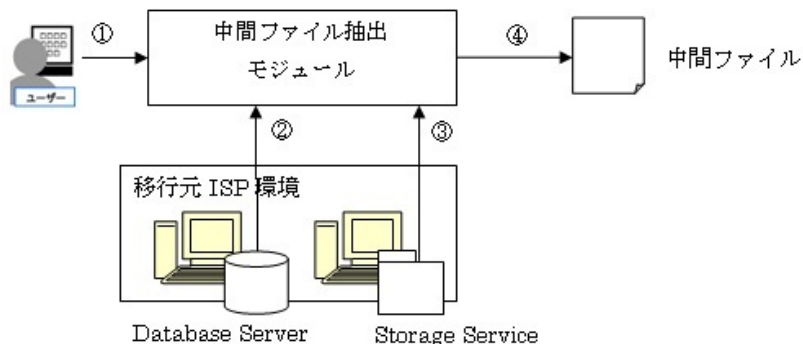 ①
中間ファイル抽出
モジュール
④
中間ファイル
ユーザー
②
③
移行元 ISP 環境
Database Server
Storage Service